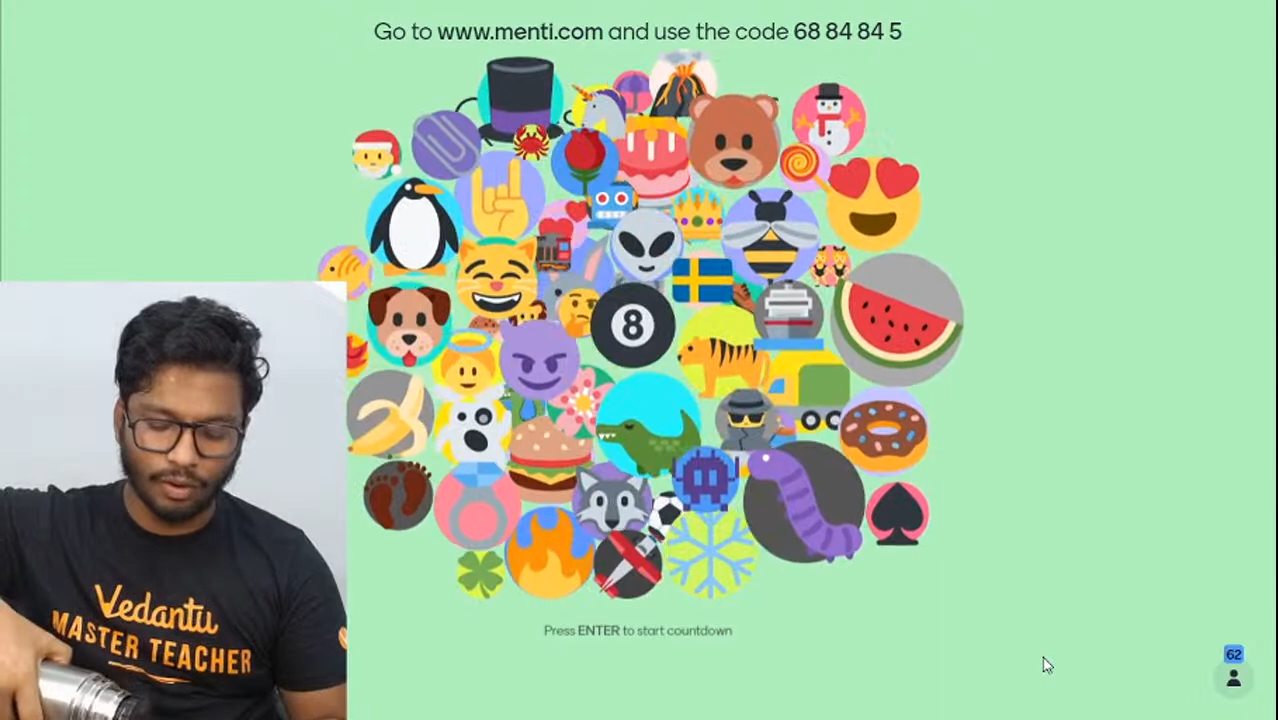 Go to www.menti.com and use the code 68 84 84 5
8
Press ENTER to start countdown
Vedantu
MASTER TEACHER
62